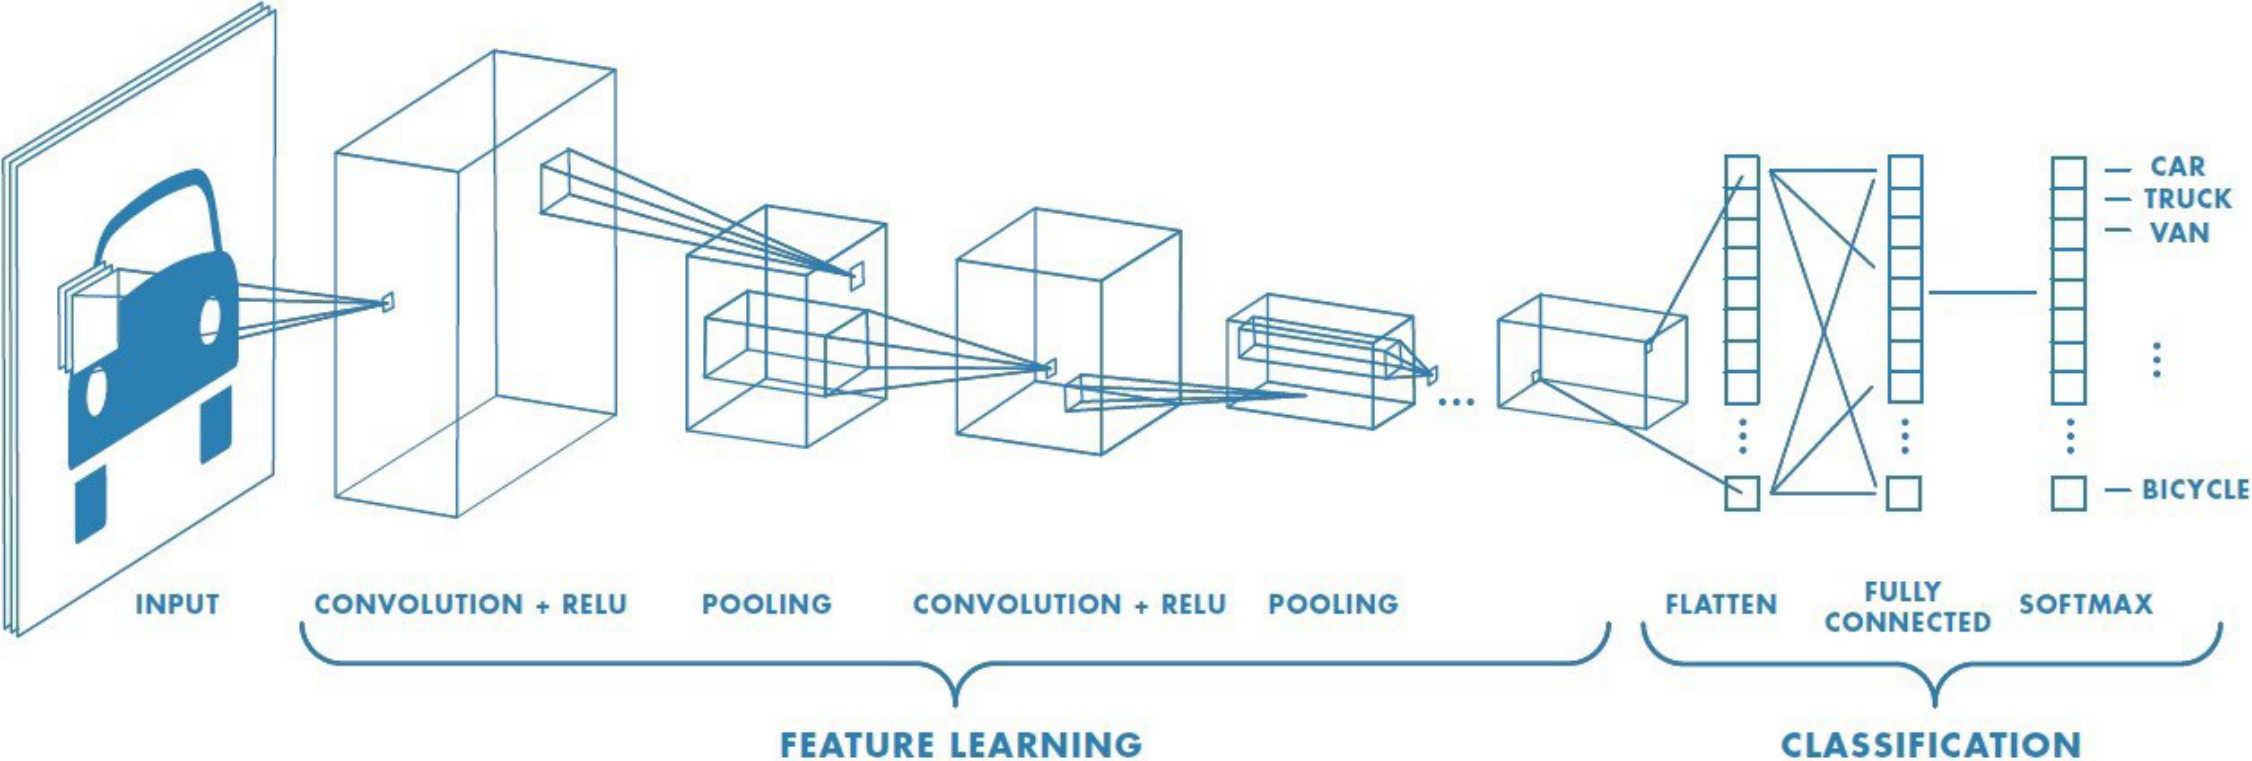 CAR
TRUCK
VAN
BICYCLE
INPUT
CONVOLUTION + RELU
POOLING
CONVOLUTION + RELU
POOLING
FLATTEN
FULLY
CONNECTED
SOFTMAX
FEATURE LEARNING
CLASSIFICATION